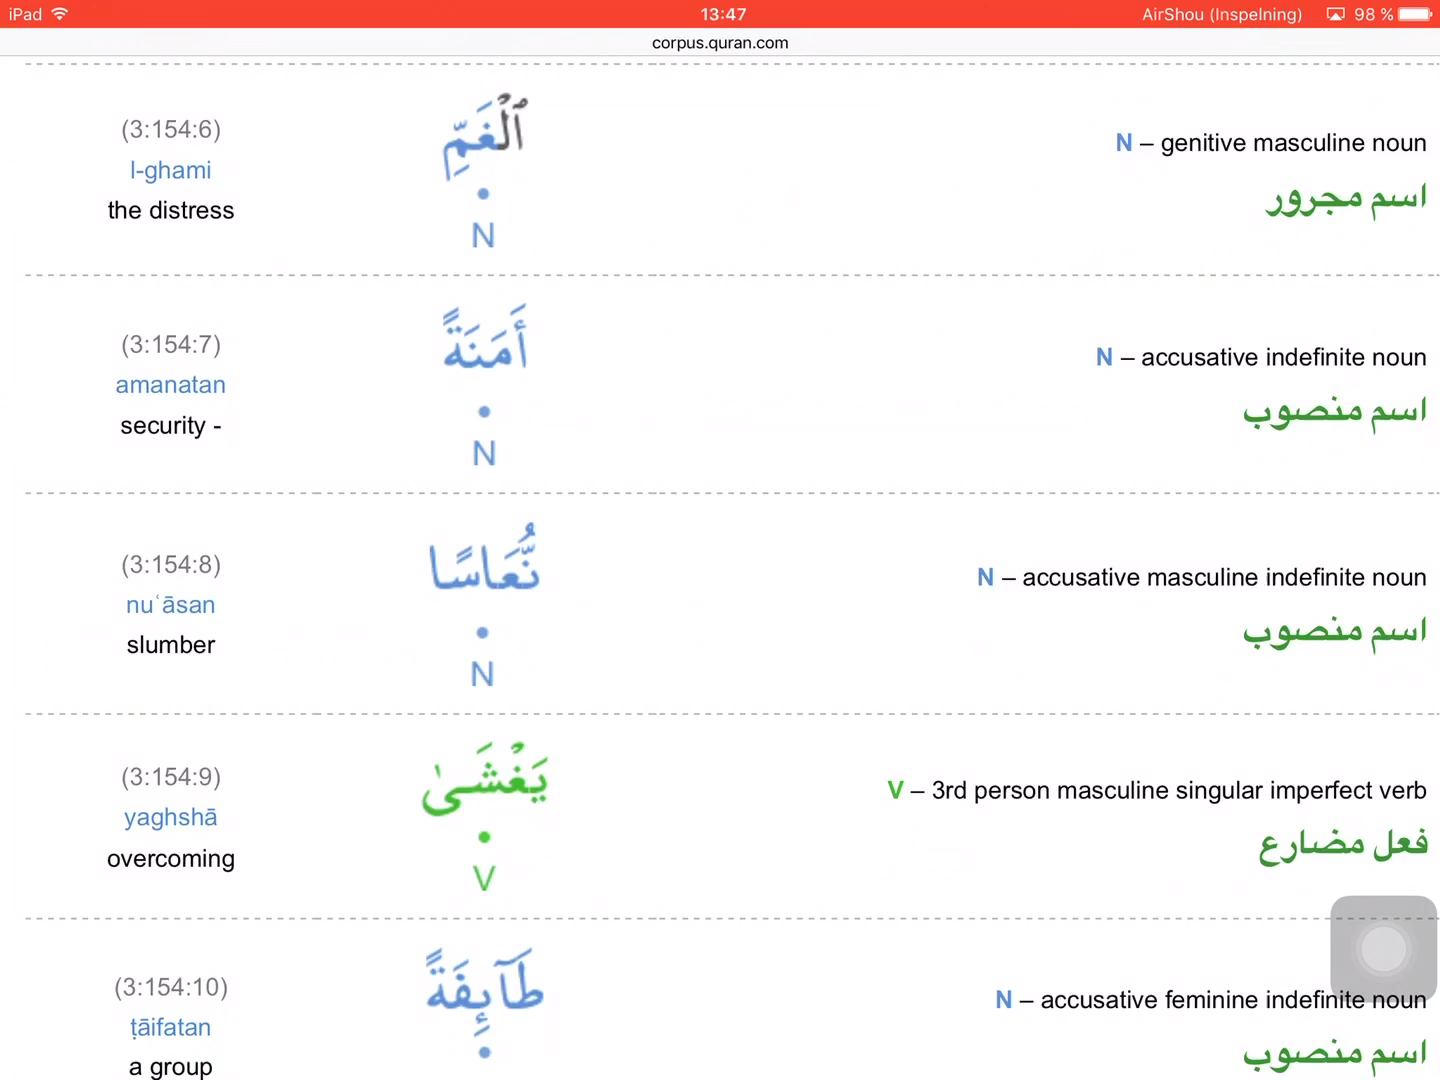 iPad 13:47 AirShou (Inspelning) 98 %
corpus.quran.com
(3:154:6)
l-ghami
the distress
ٱلْغَمِّ
N
N – genitive masculine noun
اسم مجرور
(3:154:7)
amanatan
security -
أَمَنَةً
N
N – accusative indefinite noun
اسم منصوب
(3:154:8)
nuʿāsan
slumber
نُّعَاسًا
N
N – accusative masculine indefinite noun
اسم منصوب
(3:154:9)
yaghshā
overcoming
يَغْشَىٰ
V
V – 3rd person masculine singular imperfect verb
فعل مضارع
(3:154:10)
ṭāifatan
a group
طَآئِفَةً
N – accusative feminine indefinite noun
اسم منصوب